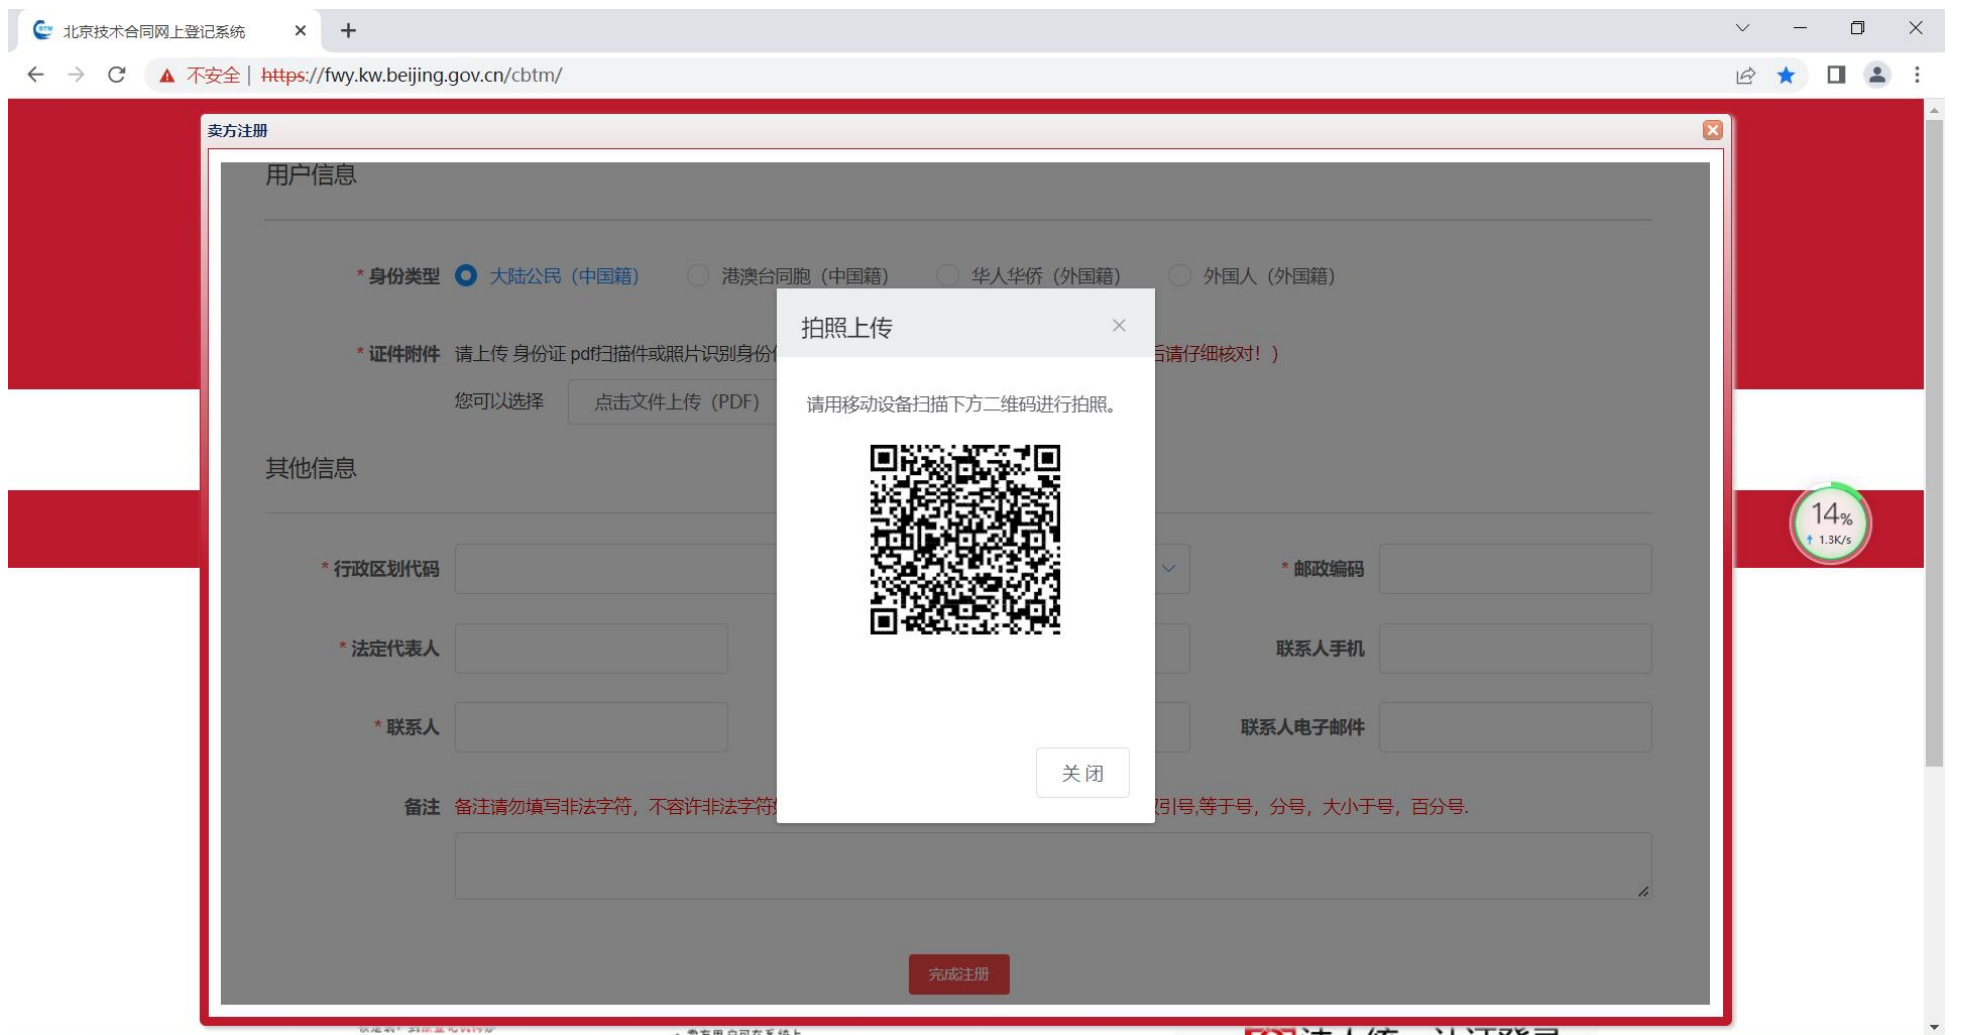 北京技术合同网上登记系统
不安全 | https://fwy.kw.beijing.gov.cn/cbtm/
卖方注册
用户信息
* 身份类型 大陆公民（中国籍） 港澳台同胞（中国籍） 华人华侨（外国籍） 外国人（外国籍）
拍照上传
* 证件附件 请上传 身份证 pdf扫描件或照片识别身份 后请仔细核对！)
您可以选择 点击文件上传（PDF） 请用移动设备扫描下方二维码进行拍照。
其他信息
14%
1.3K/s
* 行政区划代码 * 邮政编码
* 法定代表人 联系人手机
* 联系人 联系人电子邮件
关闭
备注 备注请勿填写非法字符，不容许非法字符 引号,等于号，分号，大小于号，百分号.
完成注册